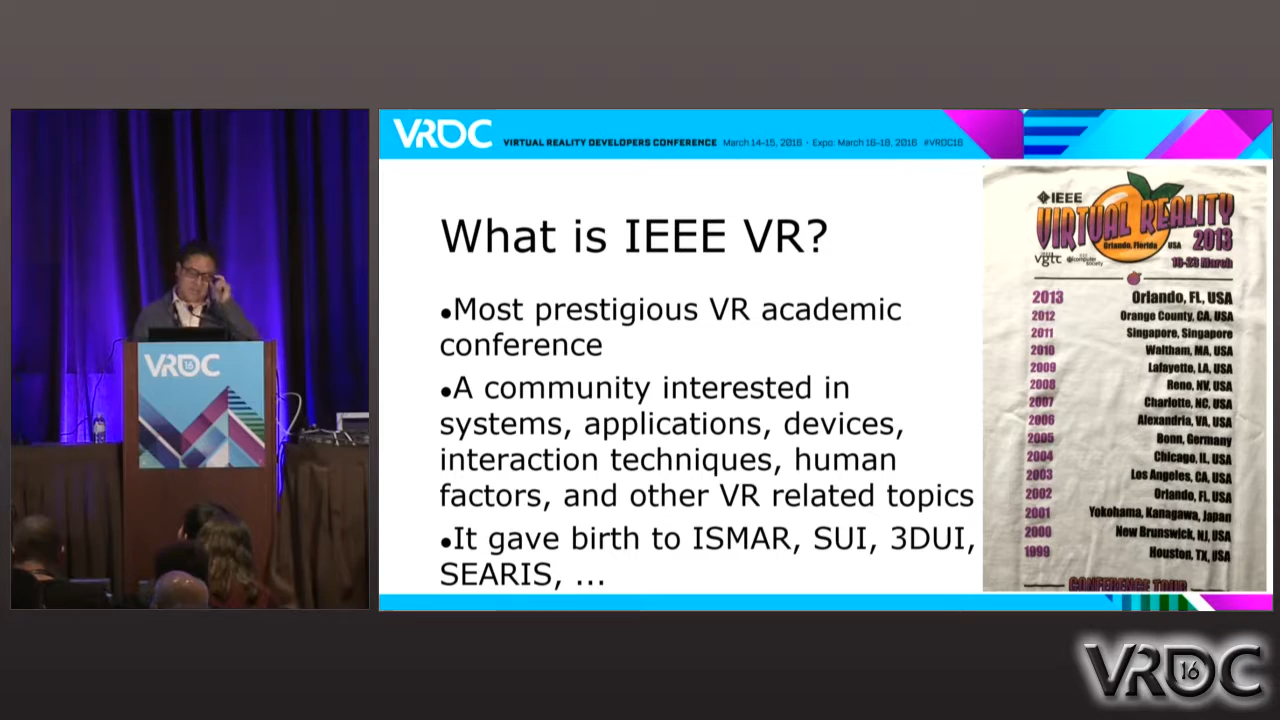 VRDC
VIRTUAL REALITY DEVELOPERS CONFERENCE March 14-15, 2016 · Expo: March 16-18, 2016 #VRDC16
What is IEEE VR?
•Most prestigious VR academic
conference
•A community interested in
systems, applications, devices,
interaction techniques, human
factors, and other VR related topics
•It gave birth to ISMAR, SUI, 3DUI,
SEARIS, ...
IEEE
VIRTUAL REALITY
Orlando, Florida USA 2013
vgtc IEEE computer society 16-23 March
2013 Orlando, FL, USA
2012 Orange County, CA, USA
2011 Singapore, Singapore
2010 Waltham, MA, USA
2009 Lafayette, LA, USA
2008 Reno, NV, USA
2007 Charlotte, NC, USA
2006 Alexandria, VA, USA
2005 Bonn, Germany
2004 Chicago, IL, USA
2003 Los Angeles, CA, USA
2002 Orlando, FL, USA
2001 Yokohama, Kanagawa, Japan
2000 New Brunswick, NJ, USA
1999 Houston, TX, USA
CONFERENCE TOUR
VRDC
16
VRDC
16